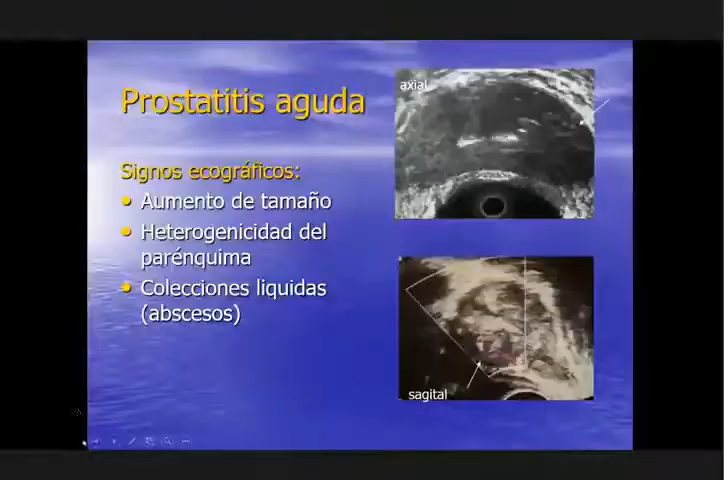 Prostatitis aguda
Signos ecográficos:
Aumento de tamaño
Heterogenicidad del
parénquima
Colecciones liquidas
(abscesos)
axial
sagital